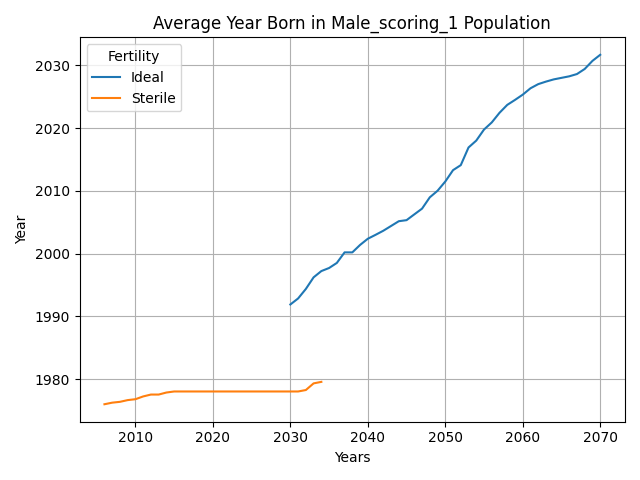 Average Year Born in Male_scoring_1 Population
Fertility
Ideal
Sterile
Year
2030
2020
2010
2000
1990
1980
2010 2020 2030 2040 2050 2060 2070
Years